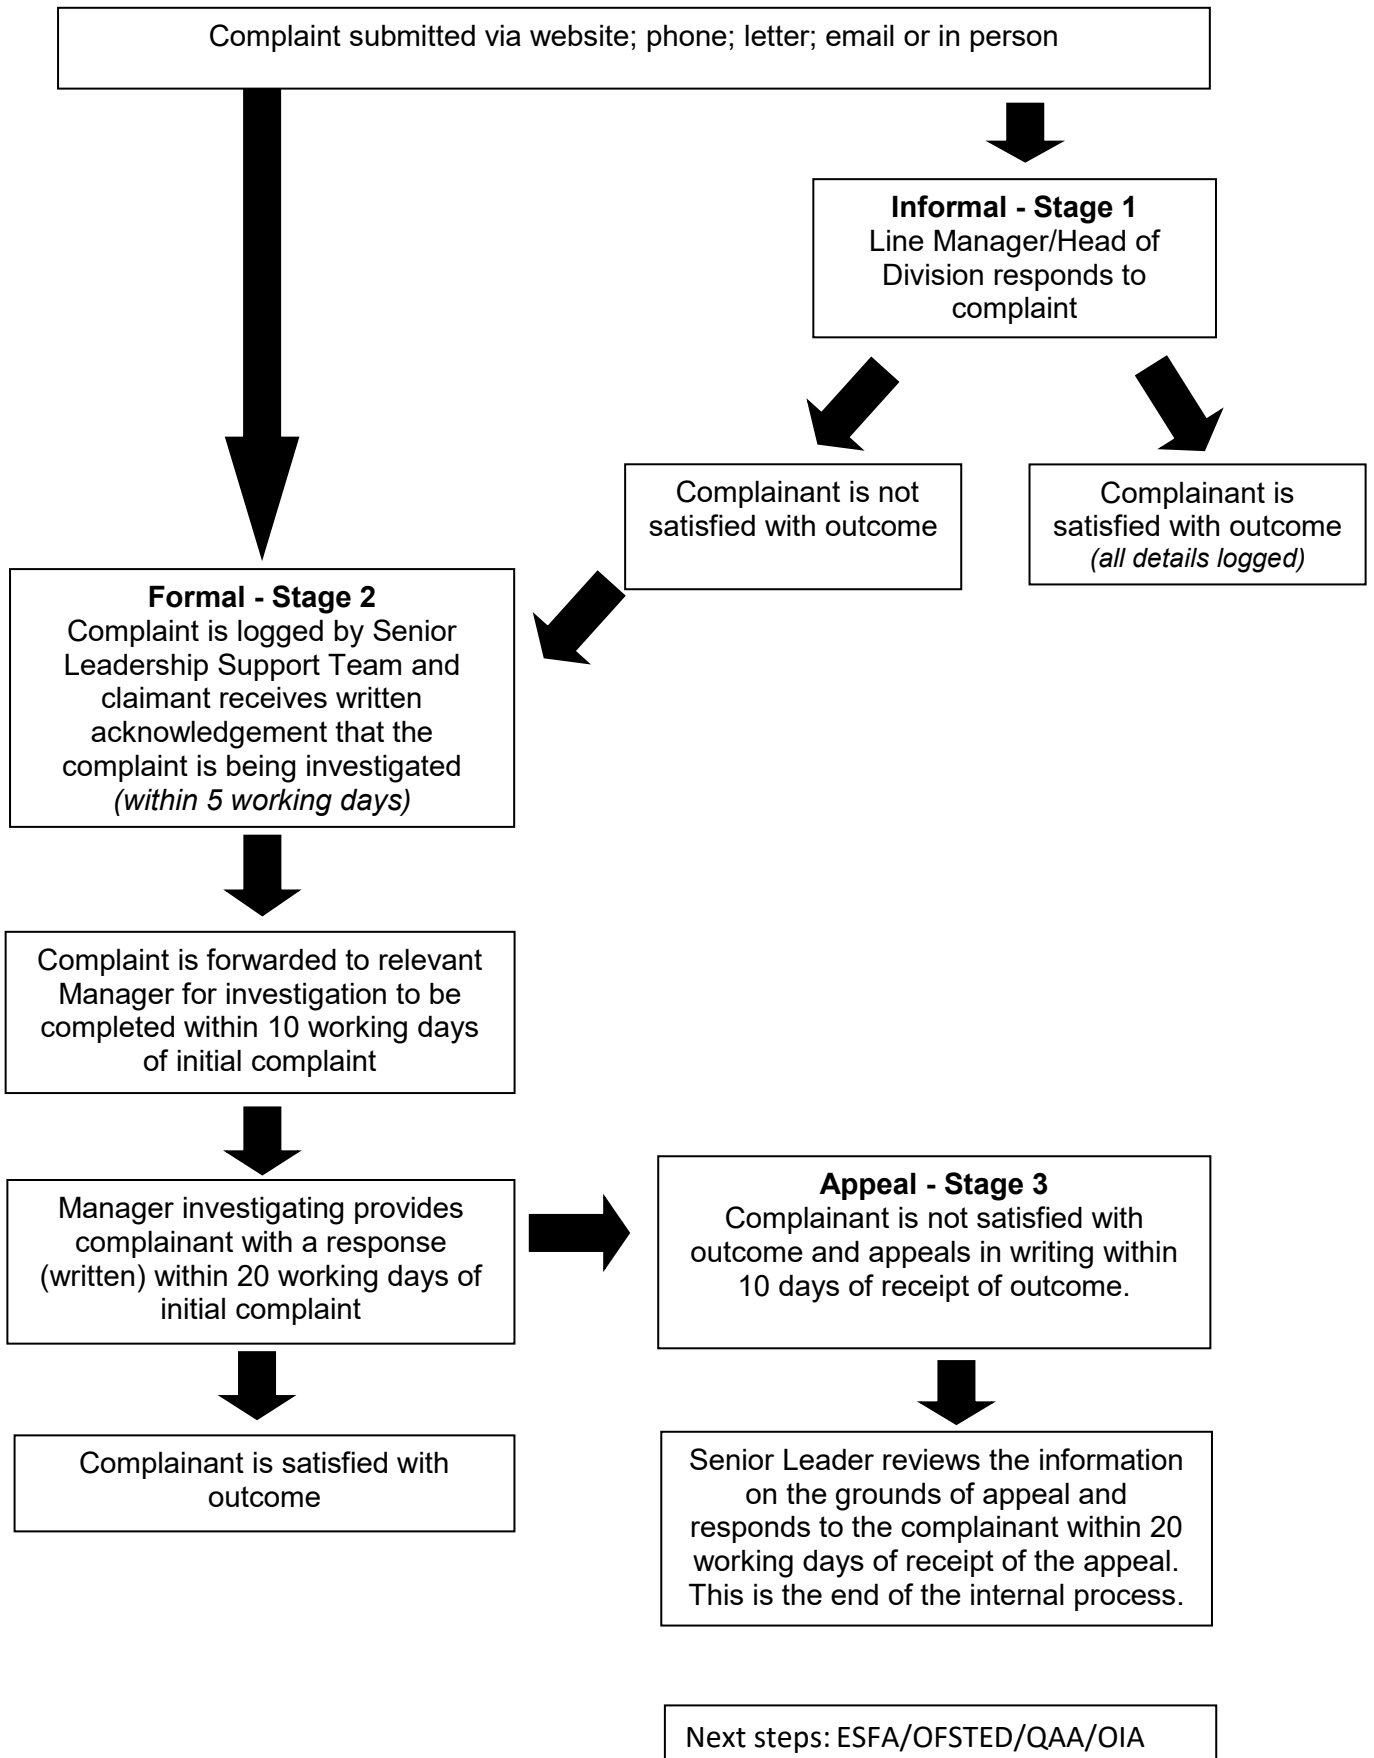 Complaint submitted via website; phone; letter; email or in person
Informal - Stage 1
Line Manager/Head of
Division responds to
complaint
Complainant is not
satisfied with outcome
Complainant is
satisfied with outcome
(all details logged)
Formal - Stage 2
Complaint is logged by Senior
Leadership Support Team and
claimant receives written
acknowledgement that the
complaint is being investigated
(within 5 working days)
Complaint is forwarded to relevant
Manager for investigation to be
completed within 10 working days
of initial complaint
Manager investigating provides
complainant with a response
(written) within 20 working days of
initial complaint
Appeal - Stage 3
Complainant is not satisfied with
outcome and appeals in writing within
10 days of receipt of outcome.
Complainant is satisfied with
outcome
Senior Leader reviews the information
on the grounds of appeal and
responds to the complainant within 20
working days of receipt of the appeal.
This is the end of the internal process.
Next steps: ESFA/OFSTED/QAA/OIA